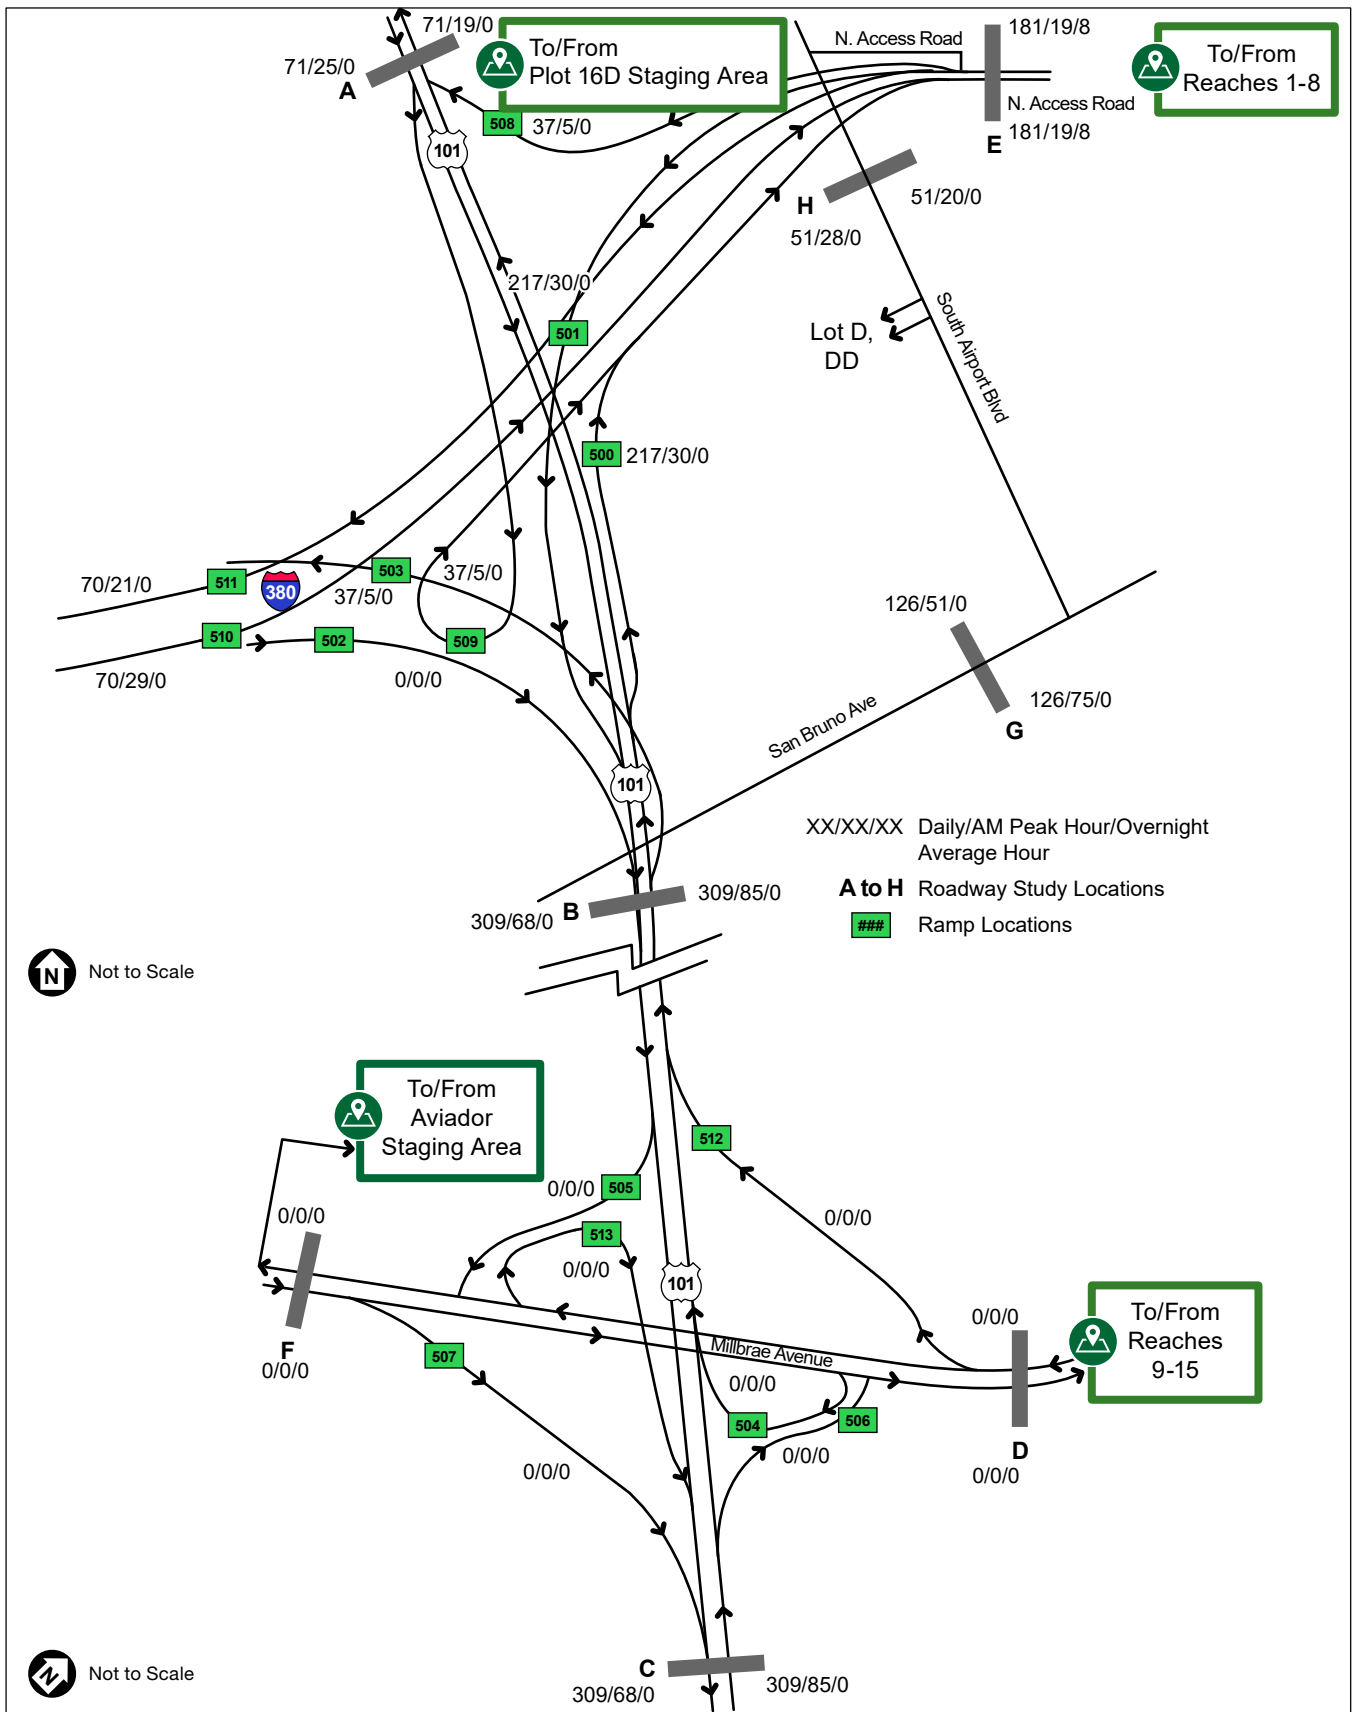 71/19/0
181/19/8
To/From
Plot 16D Staging Area
N. Access Road
To/From
Reaches 1-8
71/25/0
A
508
37/5/0
N. Access Road
181/19/8
E
101
H
51/20/0
51/28/0
217/30/0
501
Lot D,
DD
South Airport Blvd
500
217/30/0
503
37/5/0
70/21/0
511
380
37/5/0
126/51/0
510
502
509
70/29/0
0/0/0
126/75/0
G
San Bruno Ave
101
XX/XX/XX Daily/AM Peak Hour/Overnight
Average Hour
A to H Roadway Study Locations
### Ramp Locations
309/85/0
B
309/68/0
N
Not to Scale
To/From
Aviador
Staging Area
512
0/0/0
505
0/0/0
0/0/0
513
0/0/0
101
To/From
Reaches
9-15
0/0/0
F
0/0/0
507
Millbrae Avenue
0/0/0
504
506
D
0/0/0
0/0/0
0/0/0
N
Not to Scale
C
309/68/0
309/85/0